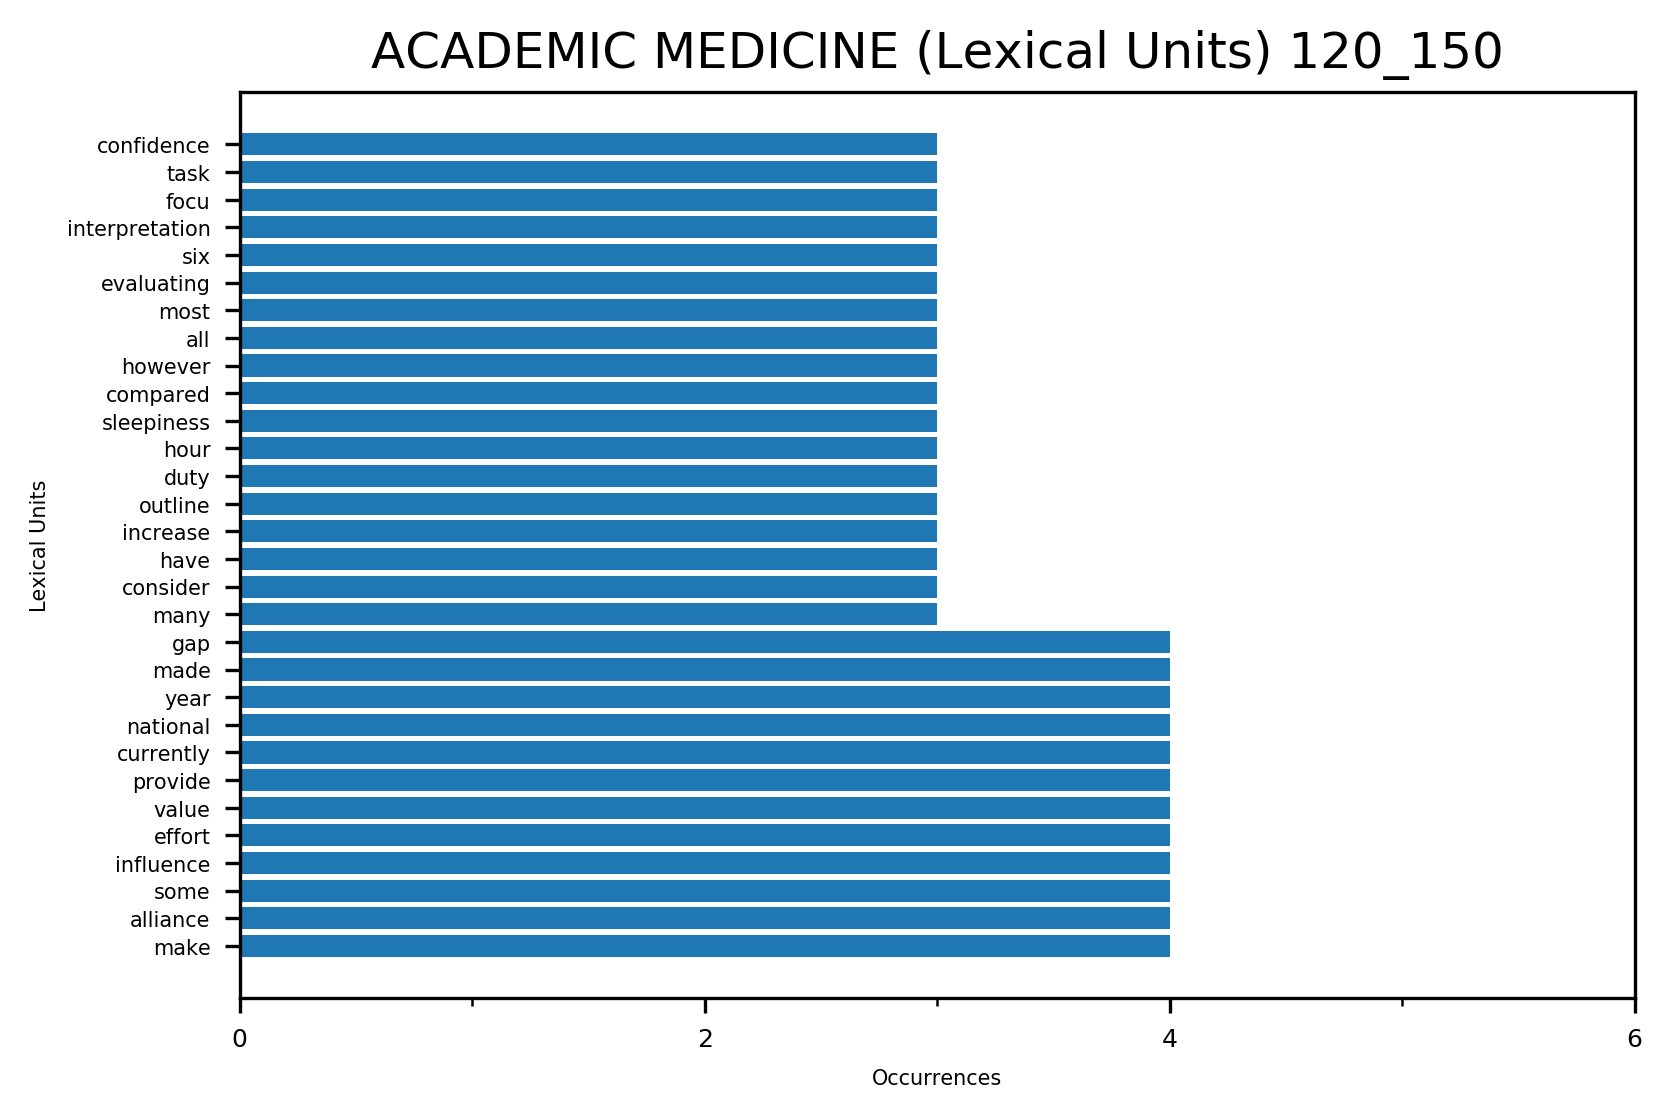 ACADEMIC MEDICINE (Lexical Units) 120_150
confidence
task
focu
interpretation
six
evaluating
most
all
however
compared
sleepiness
hour
duty
outline
increase
have
consider
many
gap
made
year
national
currently
provide
value
effort
influence
some
alliance
make
Lexical Units
0 2 4 6
Occurrences